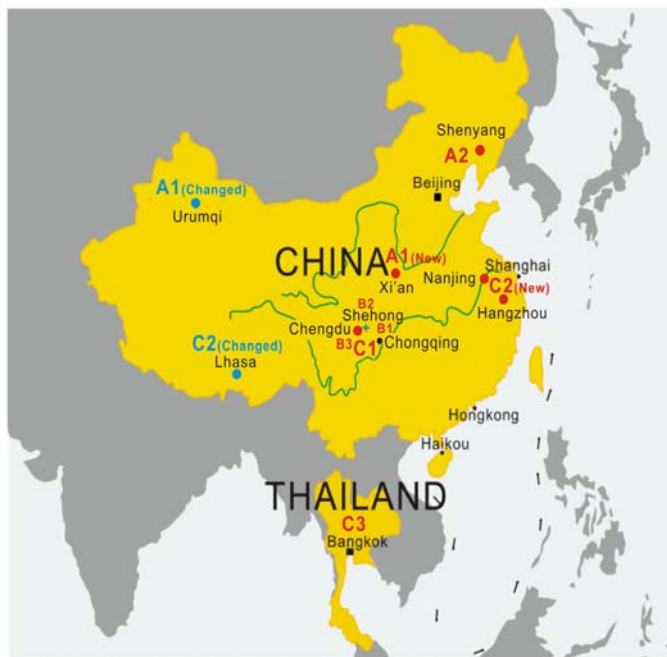 Shenyang
A2
Beijing
A1(Changed)
Urumqi
CHINA
A1(New)
Xi'an
Shanghai
Nanjing
C2(New)
Hangzhou
B2
Shehong
Chengdu
B1
B3
C1
Chongqing
C2(Changed)
Lhasa
Hongkong
Haikou
THAILAND
C3
Bangkok